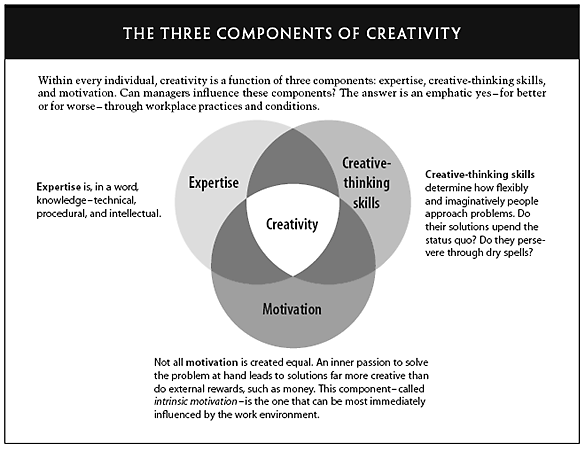 THE THREE COMPONENTS OF CREATIVITY
Within every individual, creativity is a function of three components: expertise, creative-thinking skills,
and motivation. Can managers influence these components? The answer is an emphatic yes–for better
or for worse–through workplace practices and conditions.
Expertise
Creative-
thinking
skills
Creativity
Motivation
Expertise is, in a word,
knowledge–technical,
procedural, and intellectual.
Creative-thinking skills
determine how flexibly
and imaginatively people
approach problems. Do
their solutions upend the
status quo? Do they perse-
vere through dry spells?
Not all motivation is created equal. An inner passion to solve
the problem at hand leads to solutions far more creative than
do external rewards, such as money. This component–called
intrinsic motivation–is the one that can be most immediately
influenced by the work environment.